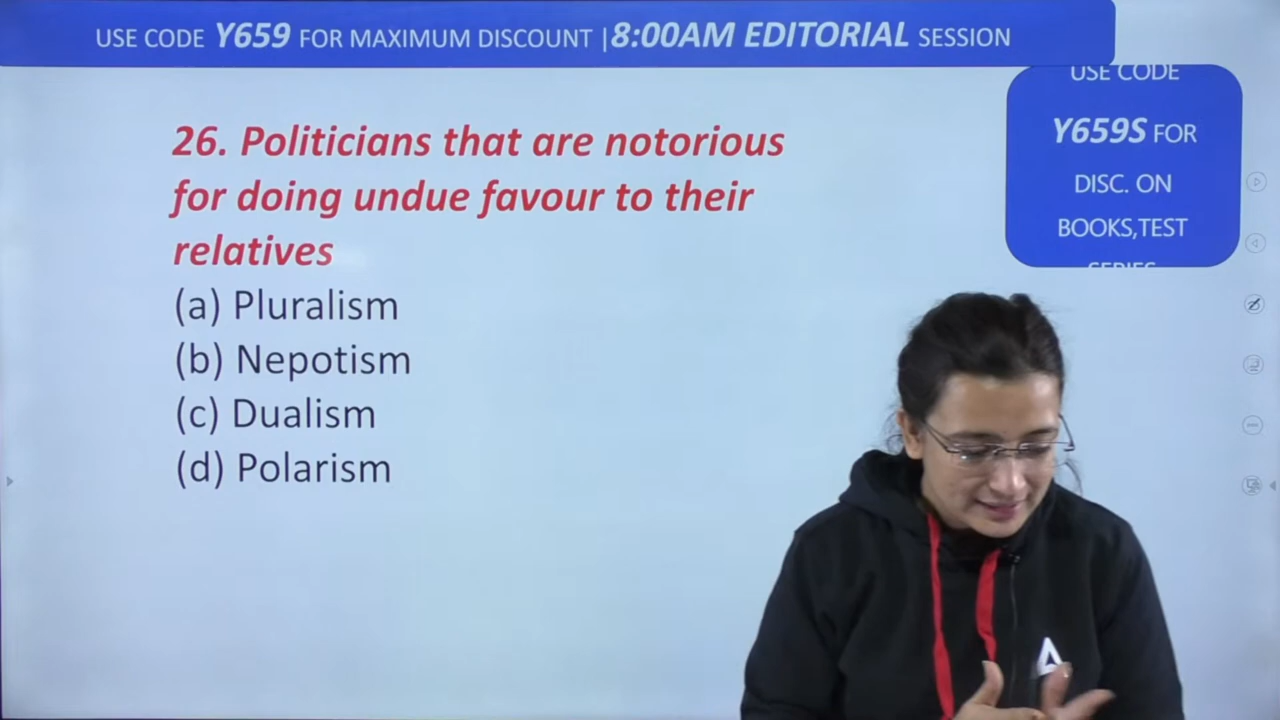 USE CODE Y659 FOR MAXIMUM DISCOUNT |8:00AM EDITORIAL SESSION
USE CODE
Y659S FOR
DISC. ON
BOOKS,TEST
SERIES
26. Politicians that are notorious
for doing undue favour to their
relatives
(a) Pluralism
(b) Nepotism
(c) Dualism
(d) Polarism